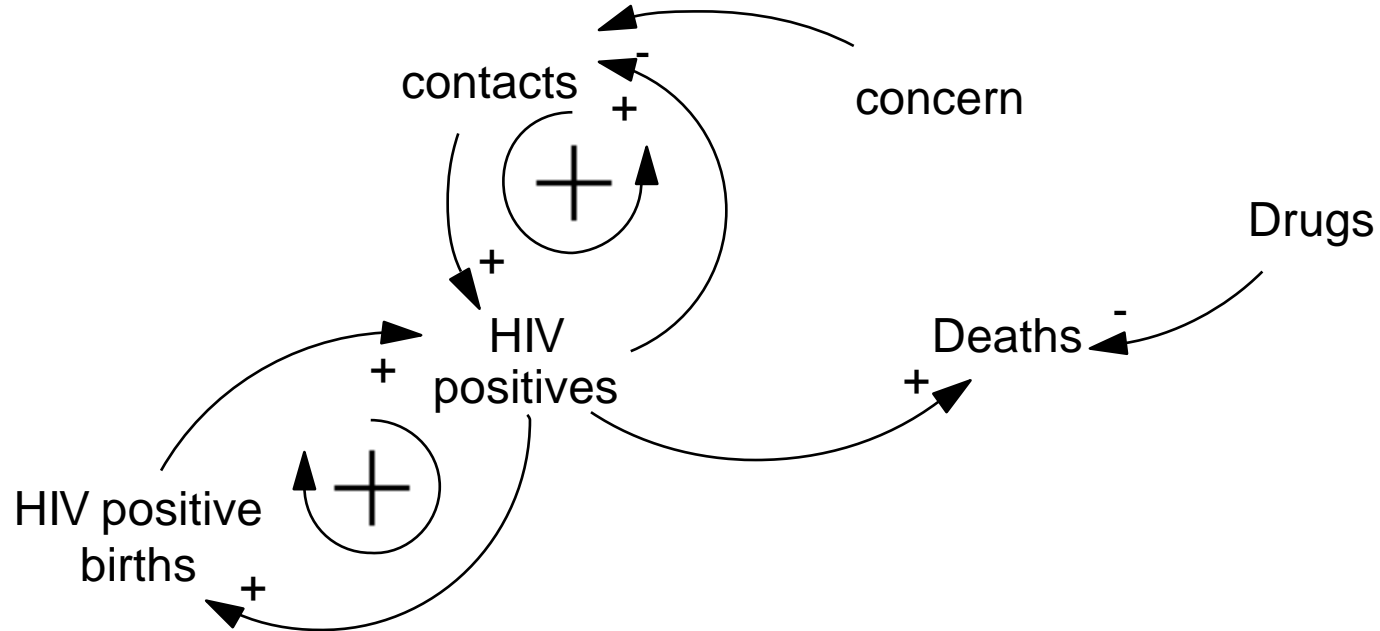 -
contacts
concern
+
+
Drugs
+
-
HIV
positives
Deaths
+
+
+
HIV positive
births
+